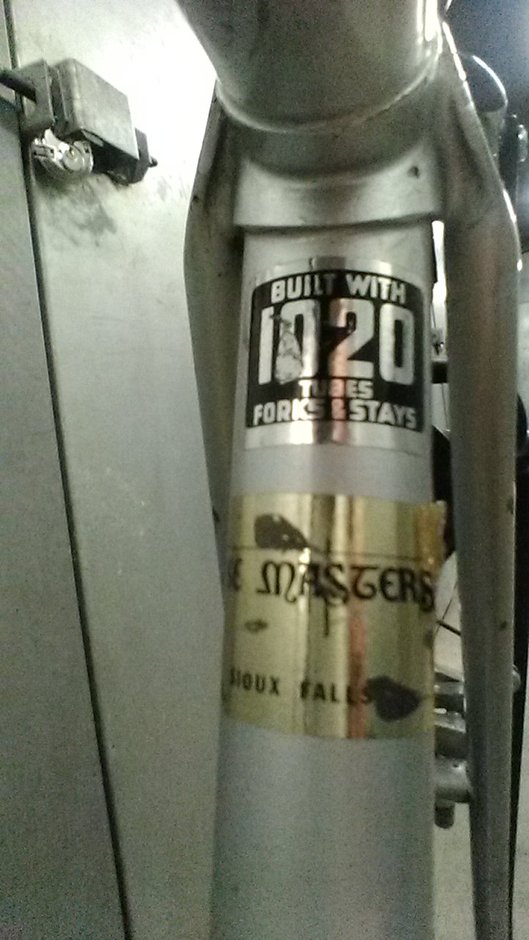 BUILT WITH
1020
TUBES
FORKS & STAYS
E MASTERS
SIOUX FALLS